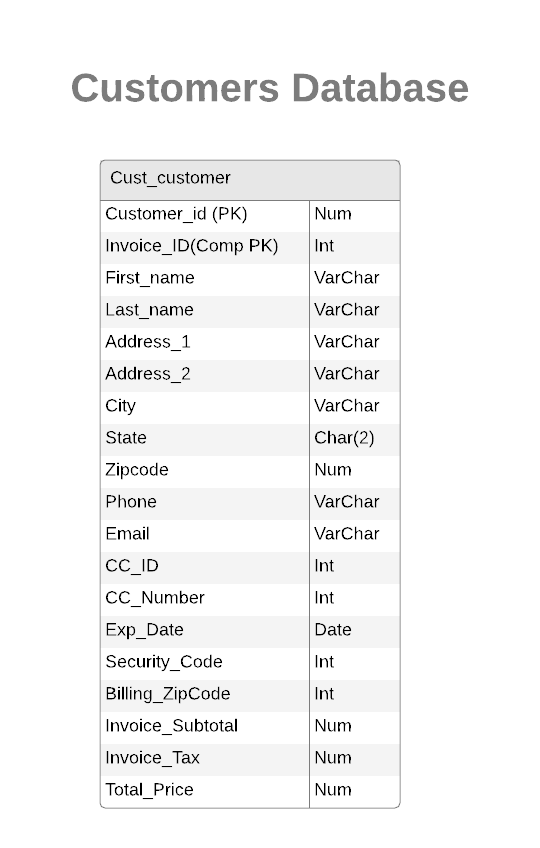 Customers Database
Cust_customer
Customer_id (PK) Num
Invoice_ID(Comp PK) Int
First_name VarChar
Last_name VarChar
Address_1 VarChar
Address_2 VarChar
City VarChar
State Char(2)
Zipcode Num
Phone VarChar
Email VarChar
CC_ID Int
CC_Number Int
Exp_Date Date
Security_Code Int
Billing_ZipCode Int
Invoice_Subtotal Num
Invoice_Tax Num
Total_Price Num